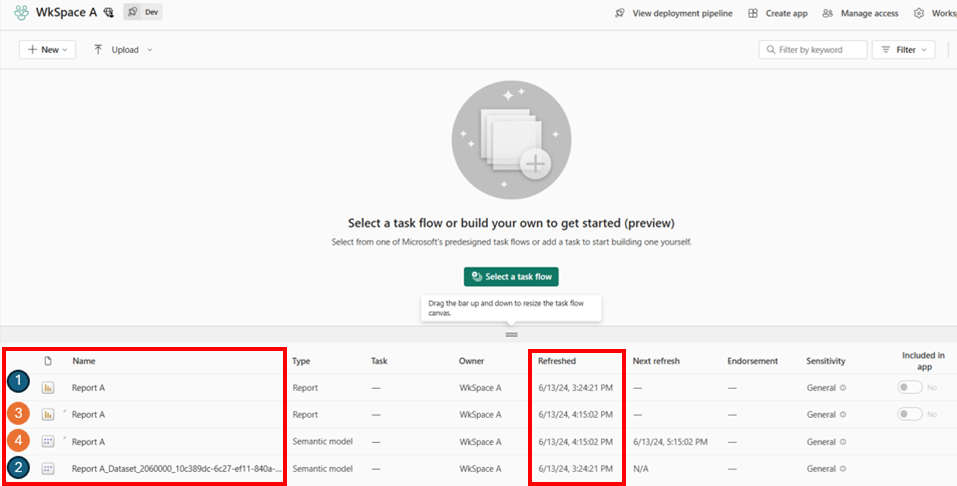 WkSpace A Dev View deployment pipeline Create app Manage access Worksp
+ New Upload Filter by keyword Filter
Select a task flow or build your own to get started (preview)
Select from one of Microsoft's predesigned task flows or add a task to start building one yourself.
Select a task flow
Drag the bar up and down to resize the task flow
canvas.
Name Type Task Owner Refreshed Next refresh Endorsement Sensitivity Included in
app
1 Report A Report — WkSpace A 6/13/24, 3:24:21 PM — — General No
3 Report A Report — WkSpace A 6/13/24, 4:15:02 PM — — General No
4 Report A Semantic model — WkSpace A 6/13/24, 4:15:02 PM 6/13/24, 5:15:02 PM — General
2 Report A_Dataset_2060000_10c389dc-6c27-ef11-840a-... Semantic model — WkSpace A 6/13/24, 3:24:21 PM N/A — General